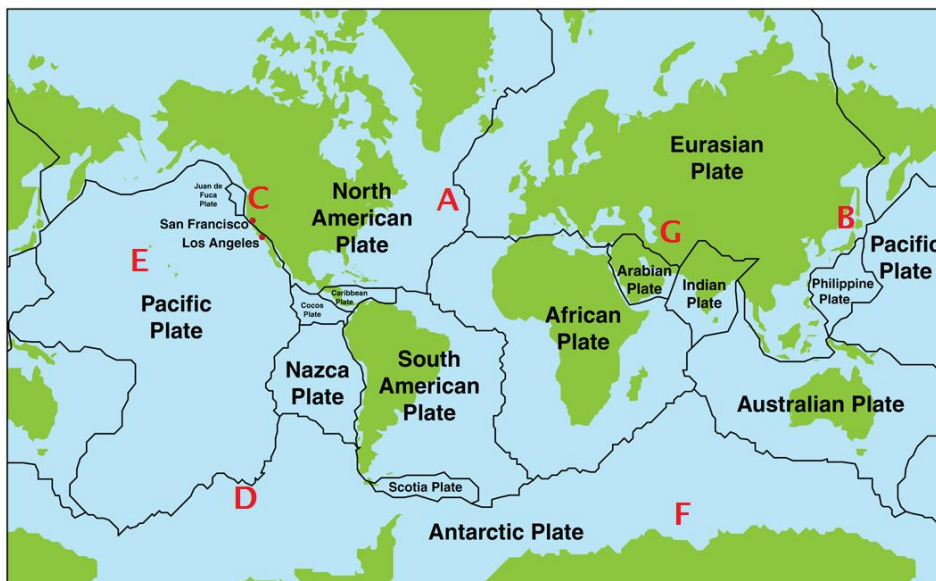 Eurasian
Plate
Juan de
Fuca
Plate
C
North
American
Plate
A
San Francisco
Los Angeles
B
G
E
Pacific
Plate
Arabian
Plate
Indian
Plate
Philippine
Plate
Pacific
Plate
Caribbean
Plate
Cocos
Plate
African
Plate
Nazca
Plate
South
American
Plate
Australian Plate
Scotia Plate
D
F
Antarctic Plate